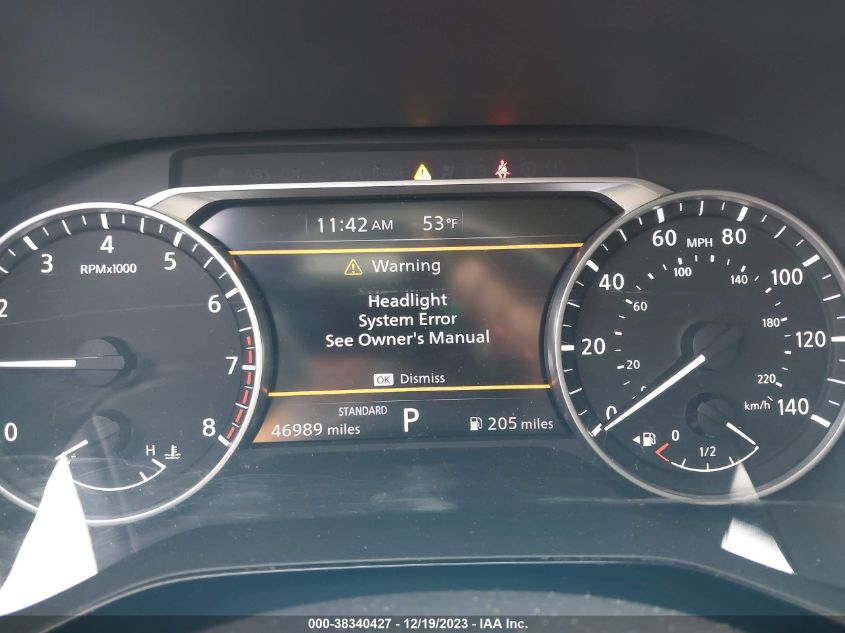 ABS
11:42 AM 53°F
Warning
Headlight
System Error
See Owner's Manual
OK Dismiss
STANDARD
46989 miles P 205 miles
0 2 3 4 5 6 7 8
RPMx1000
H
0 20 40 60 80 100 120 140
MPH
0 20 60 100 140 180 220
km/h
0 1/2
000-38340427 - 12/19/2023 - IAA Inc.